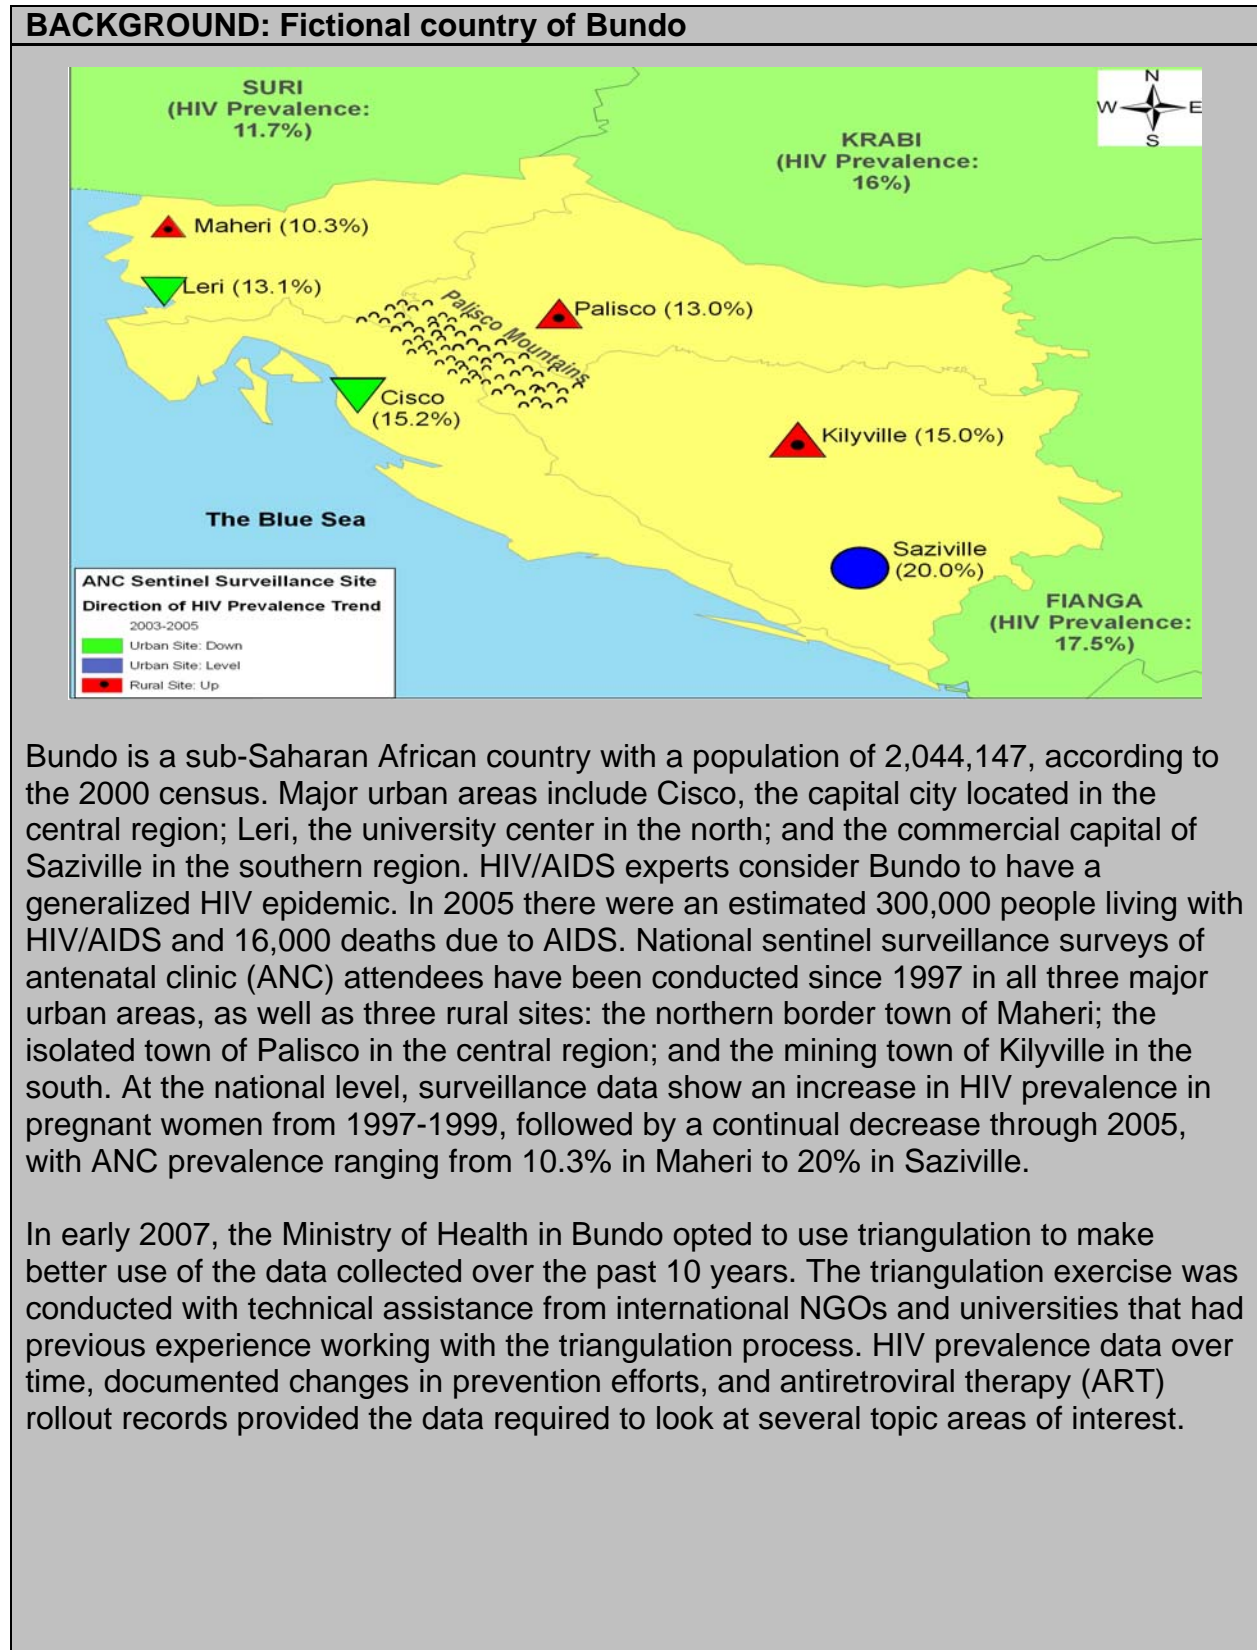 BACKGROUND: Fictional country of Bundo
SURI
(HIV Prevalence:
11.7%)
N
W E
S
KRABI
(HIV Prevalence:
16%)
Maheri (10.3%)
Leri (13.1%)
Palisco Mountains
Palisco (13.0%)
Cisco
(15.2%)
Kilyville (15.0%)
The Blue Sea
Saziville
(20.0%)
FIANGA
(HIV Prevalence:
17.5%)
ANC Sentinel Surveillance Site
Direction of HIV Prevalence Trend
2003-2005
Urban Site: Down
Urban Site: Level
Rural Site: Up
Bundo is a sub-Saharan African country with a population of 2,044,147, according to
the 2000 census. Major urban areas include Cisco, the capital city located in the
central region; Leri, the university center in the north; and the commercial capital of
Saziville in the southern region. HIV/AIDS experts consider Bundo to have a
generalized HIV epidemic. In 2005 there were an estimated 300,000 people living with
HIV/AIDS and 16,000 deaths due to AIDS. National sentinel surveillance surveys of
antenatal clinic (ANC) attendees have been conducted since 1997 in all three major
urban areas, as well as three rural sites: the northern border town of Maheri; the
isolated town of Palisco in the central region; and the mining town of Kilyville in the
south. At the national level, surveillance data show an increase in HIV prevalence in
pregnant women from 1997-1999, followed by a continual decrease through 2005,
with ANC prevalence ranging from 10.3% in Maheri to 20% in Saziville.
In early 2007, the Ministry of Health in Bundo opted to use triangulation to make
better use of the data collected over the past 10 years. The triangulation exercise was
conducted with technical assistance from international NGOs and universities that had
previous experience working with the triangulation process. HIV prevalence data over
time, documented changes in prevention efforts, and antiretroviral therapy (ART)
rollout records provided the data required to look at several topic areas of interest.